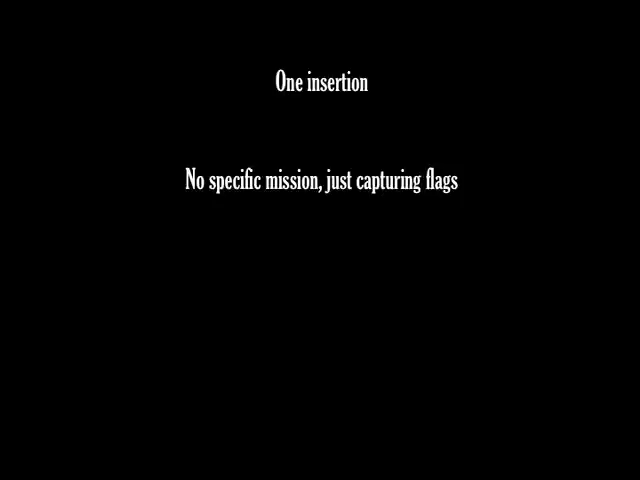 One insertion
No specific mission, just capturing flags